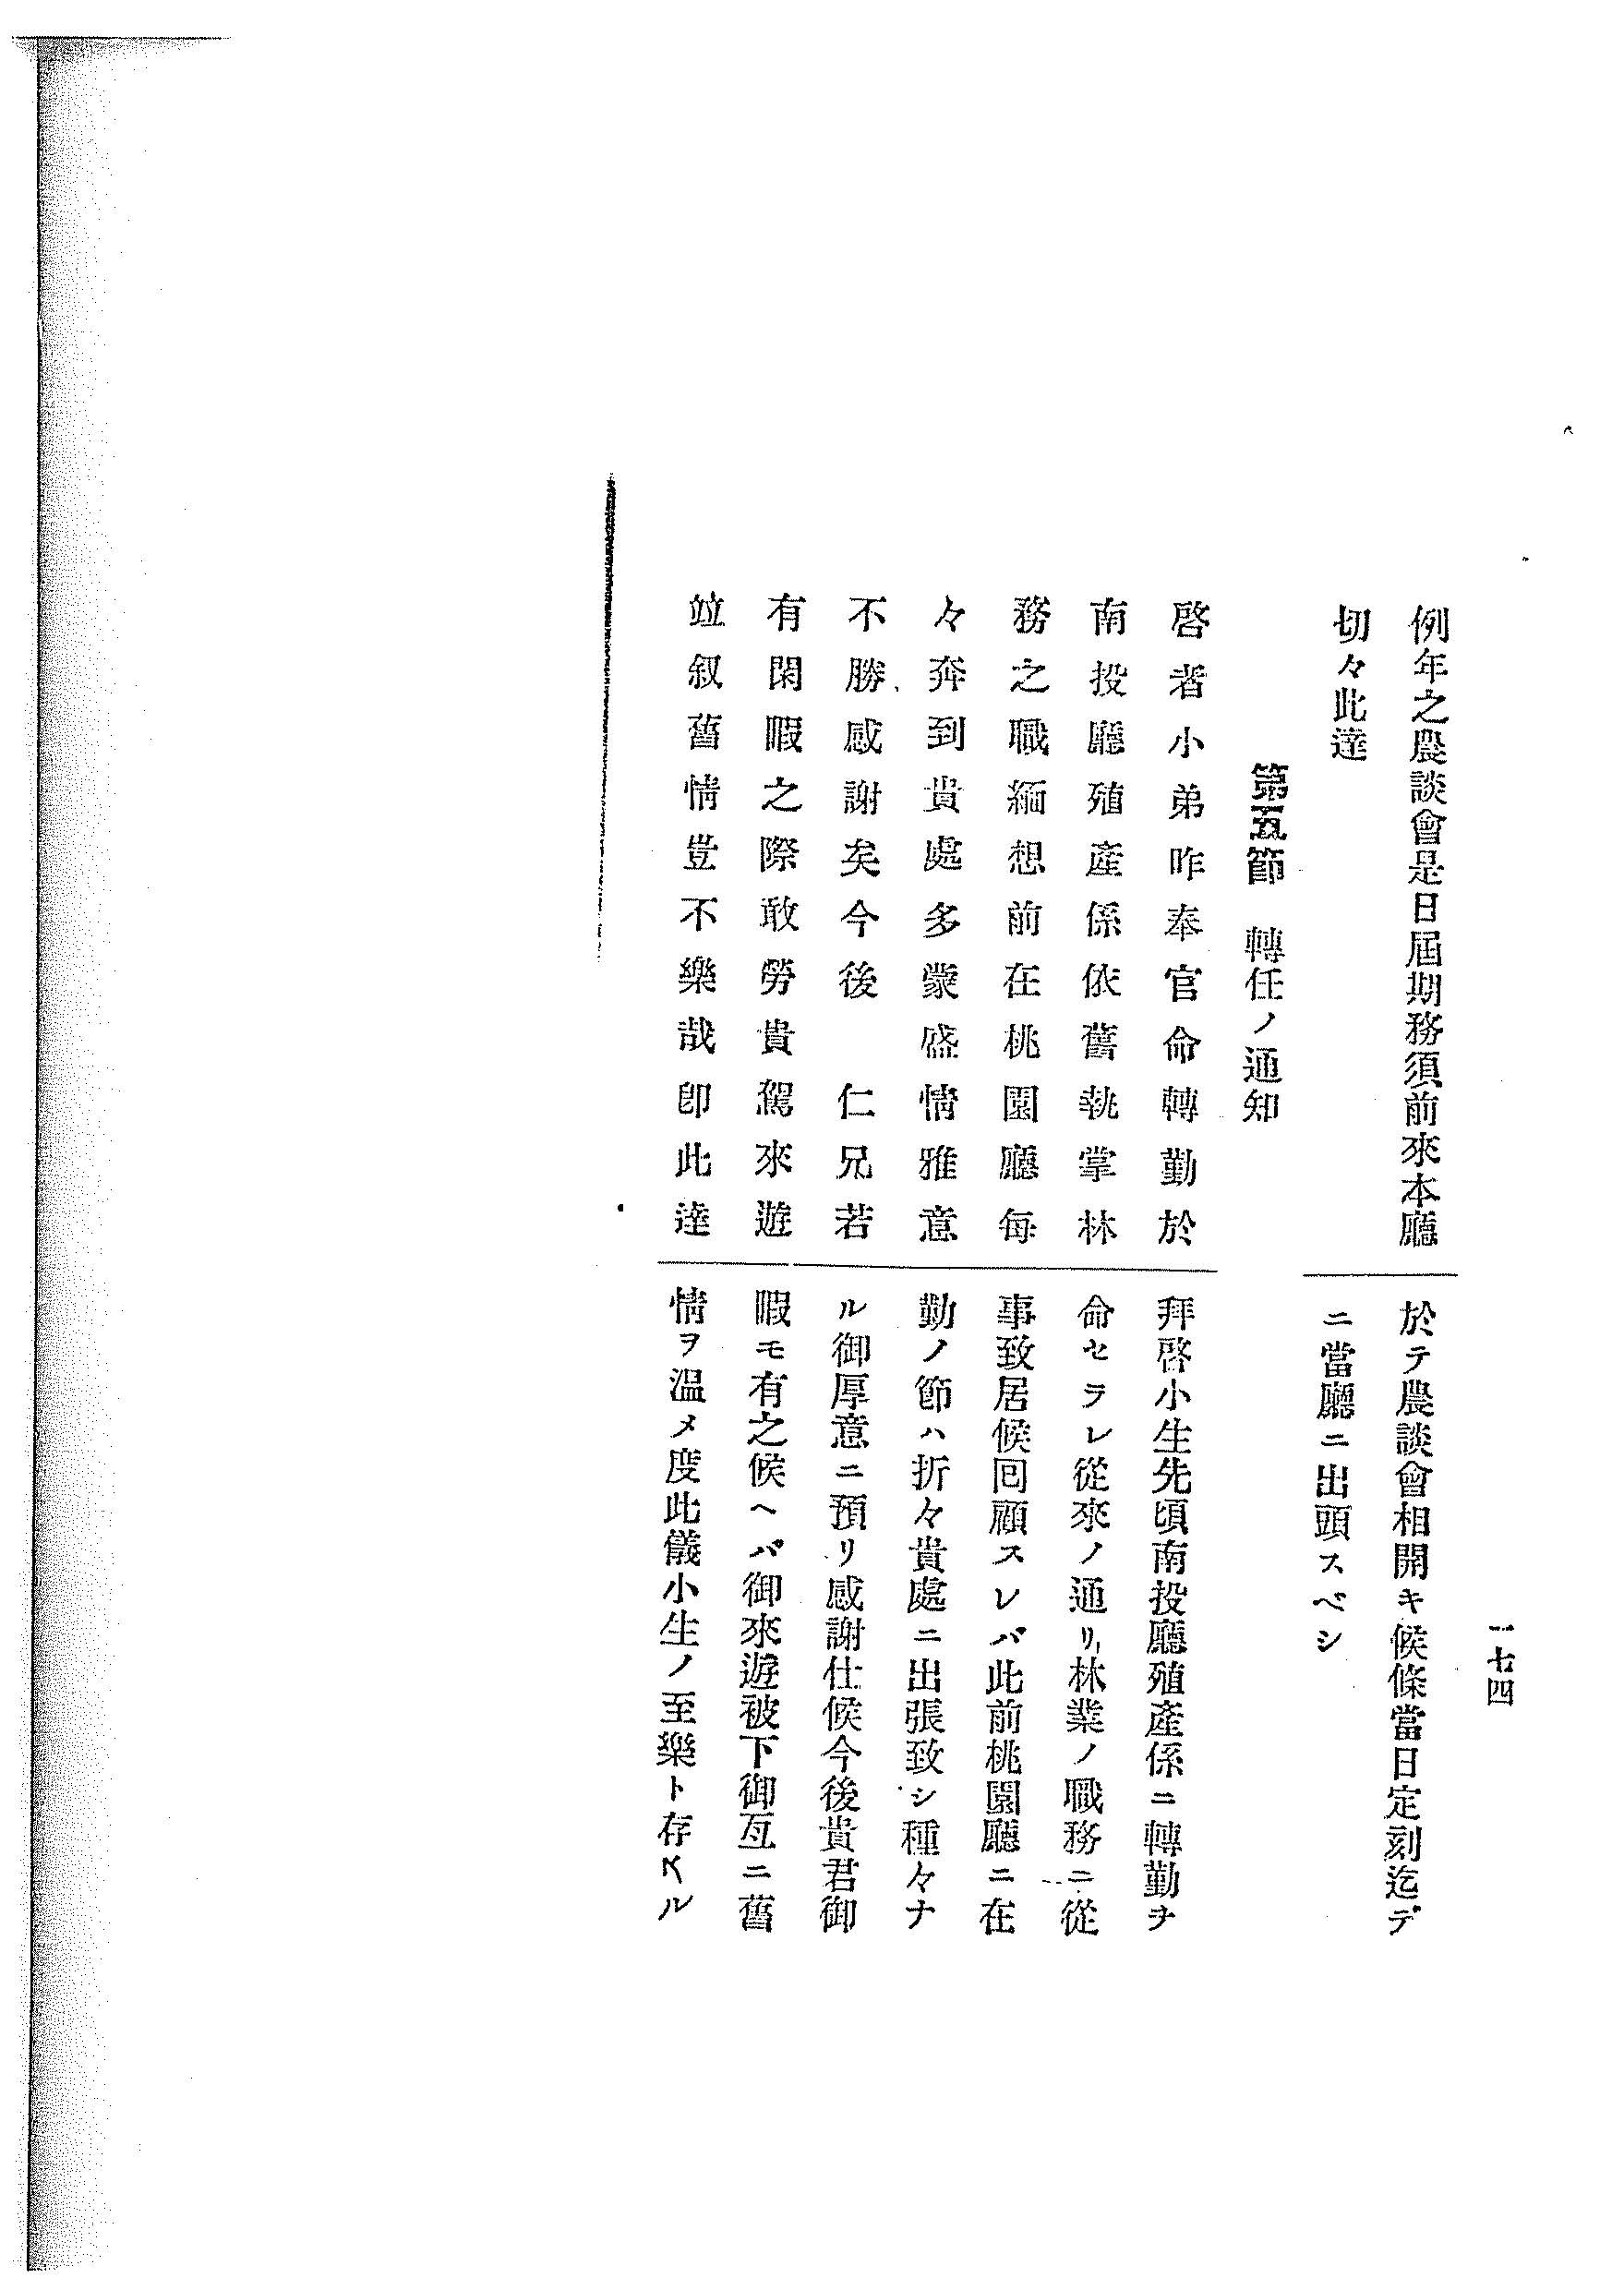 一七四
例年之農談會是日屆期務須前來本廳
切々此達
於テ農談會相開キ候條當日定刻迄デ
ニ當廳ニ出頭スベシ
第五節　轉任ノ通知
啓者小弟昨奉官命轉勤於
南投廳殖產係依舊執掌林
務之職緬想前在桃園廳每
々奔到貴處多蒙盛情雅意
不勝感謝矣今後　仁兄若
有閑暇之際敢勞貴駕來遊
竝叙舊情豈不樂哉卽此達
拜啓小生先頃南投廳殖產係ニ轉勤ヲ
命セラレ從來ノ通リ林業ノ職務ニ從
事致居候回顧スレバ此前桃園廳ニ在
勤ノ節ハ折々貴處ニ出張致シ種々ナ
ル御厚意ニ預リ感謝仕候今後貴君御
暇モ有之候ヘバ御來遊被下御互ニ舊
情ヲ溫メ度此儀小生ノ至樂ト存ズル